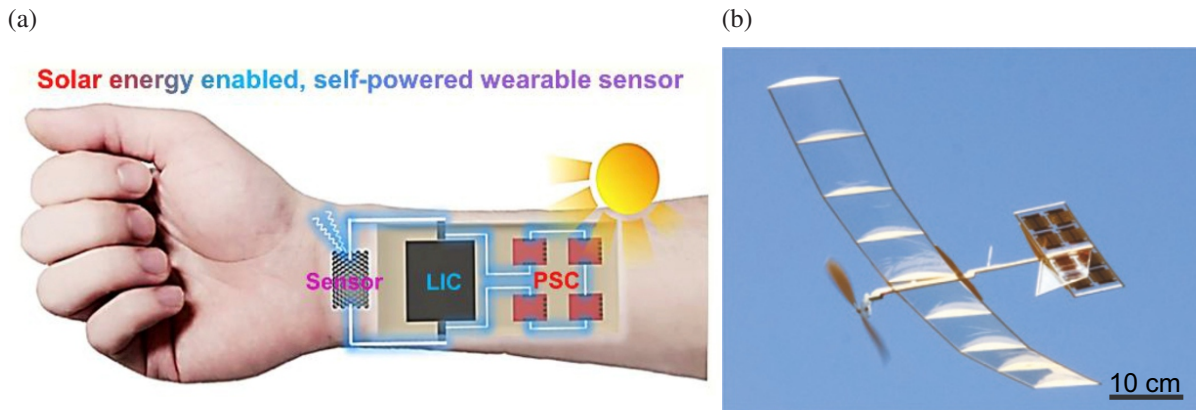 (a)
(b)
Solar energy enabled, self-powered wearable sensor
Sensor
LIC
PSC
10 cm